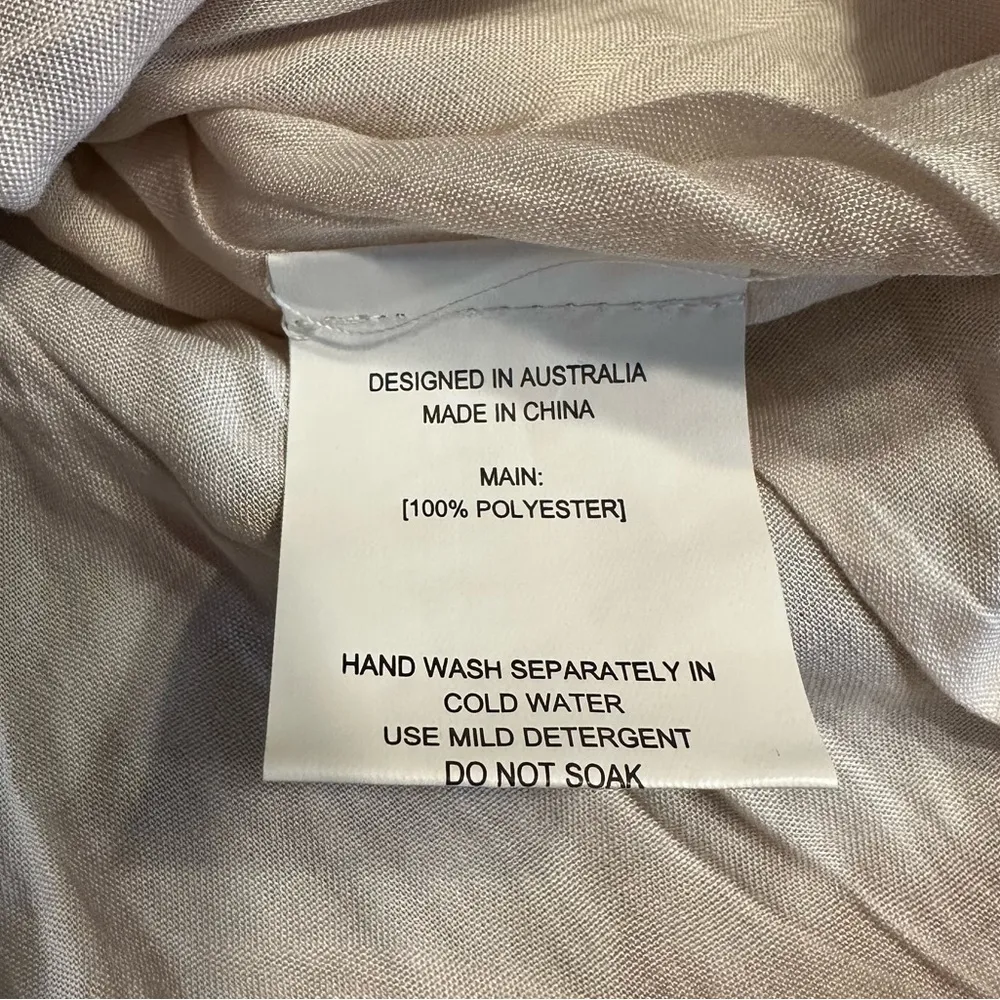 DESIGNED IN AUSTRALIA
MADE IN CHINA
MAIN:
[100% POLYESTER]
HAND WASH SEPARATELY IN
COLD WATER
USE MILD DETERGENT
DO NOT SOAK